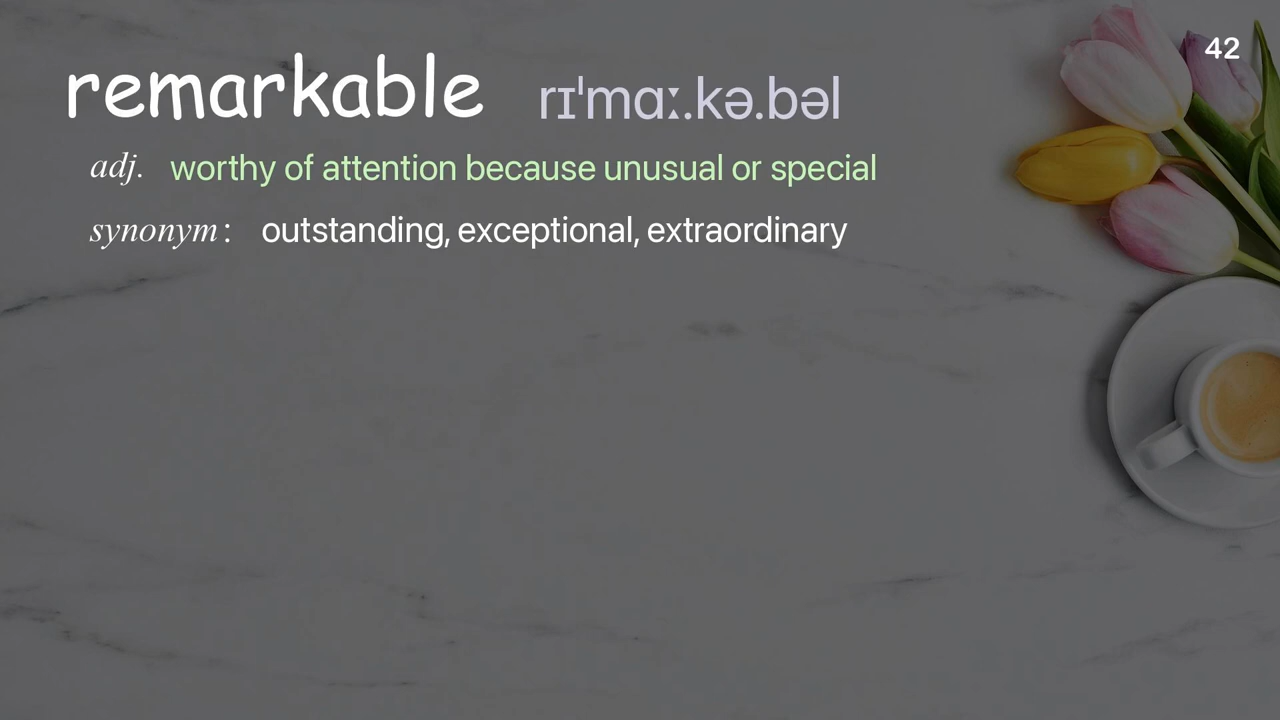 42
remarkable rɪˈmɑː.kə.bəl
adj. worthy of attention because unusual or special
synonym: outstanding, exceptional, extraordinary